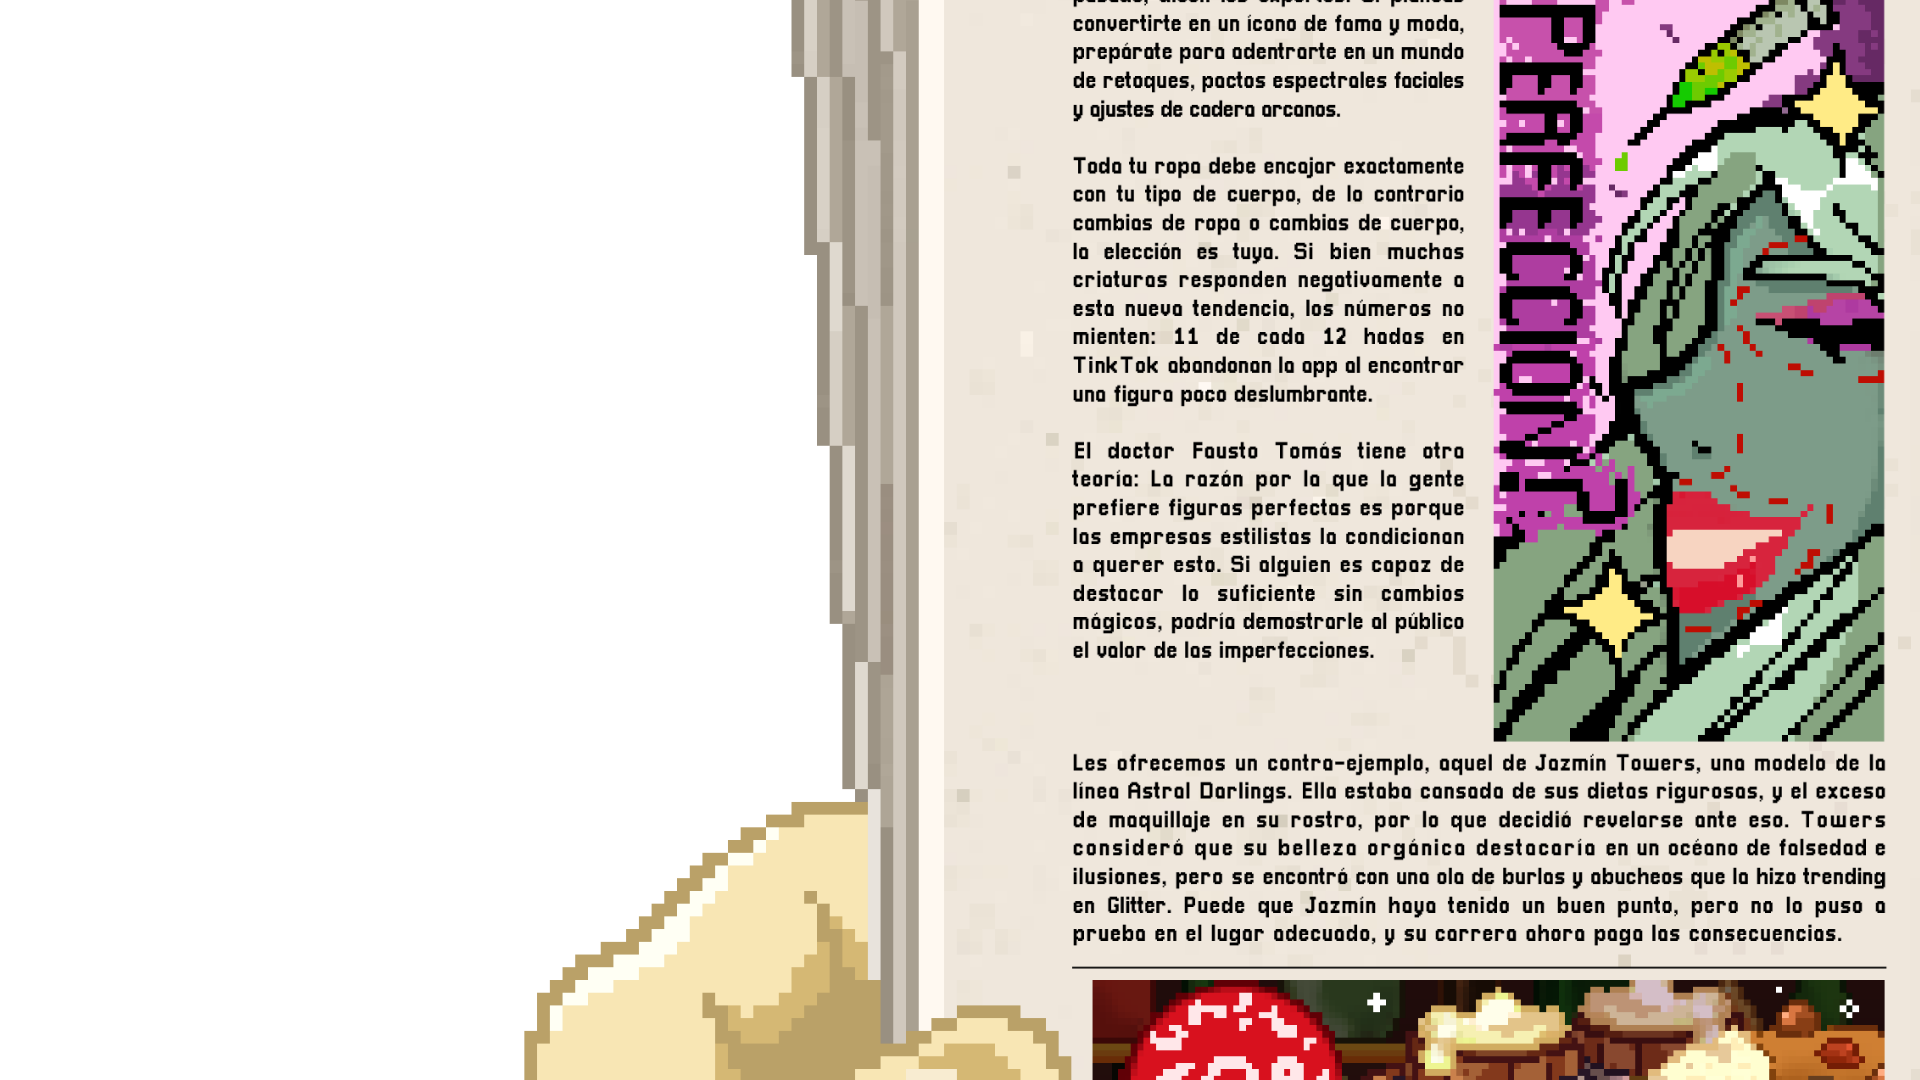 convertirte en un ícono de fama y moda,
prepárate para adentrarte en un mundo
de retoques, pactos espectrales faciales
y ajustes de cadera arcanos.
Toda tu ropa debe encajar exactamente
con tu tipo de cuerpo, de lo contrario
cambias de ropa o cambias de cuerpo,
la elección es tuya. Si bien muchas
criaturas responden negativamente a
esta nueva tendencia, los números no
mienten: 11 de cada 12 hadas en
TinkTok abandonan la app al encontrar
una figura poco deslumbrante.
El doctor Fausto Tomás tiene otra
teoría: La razón por la que la gente
prefiere figuras perfectas es porque
las empresas estilistas la condicionan
a querer esto. Si alguien es capaz de
destacar lo suficiente sin cambios
mágicos, podría demostrarle al público
el valor de las imperfecciones.
PERFECCIÓN!?
Les ofrecemos un contra-ejemplo, aquel de Jazmín Towers, una modelo de la
línea Astral Darlings. Ella estaba cansada de sus dietas rigurosas, y el exceso
de maquillaje en su rostro, por lo que decidió revelarse ante eso. Towers
consideró que su belleza orgánica destacaría en un océano de falsedad e
ilusiones, pero se encontró con una ola de burlas y abucheos que la hizo trending
en Glitter. Puede que Jazmín haya tenido un buen punto, pero no lo puso a
prueba en el lugar adecuado, y su carrera ahora paga las consecuencias.